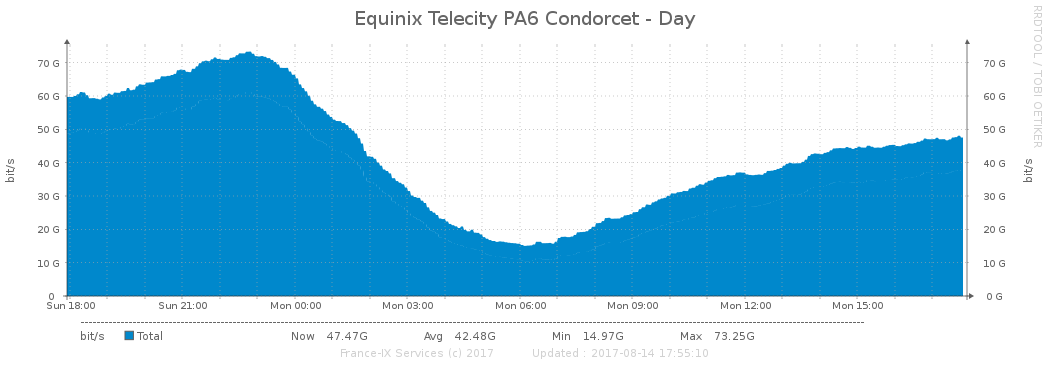 Equinix Telecity PA6 Condorcet - Day
RRDTOOL / TOBI OETIKER
bit/s
70 G 70 G
60 G 60 G
50 G 50 G
40 G 40 G
30 G 30 G
20 G 20 G
10 G 10 G
0 0 G
bit/s
Sun 18:00 Sun 21:00 Mon 00:00 Mon 03:00 Mon 06:00 Mon 09:00 Mon 12:00 Mon 15:00
bit/s Total Now 47.47G Avg 42.48G Min 14.97G Max 73.25G
France-IX Services (c) 2017 Updated : 2017-08-14 17:55:10